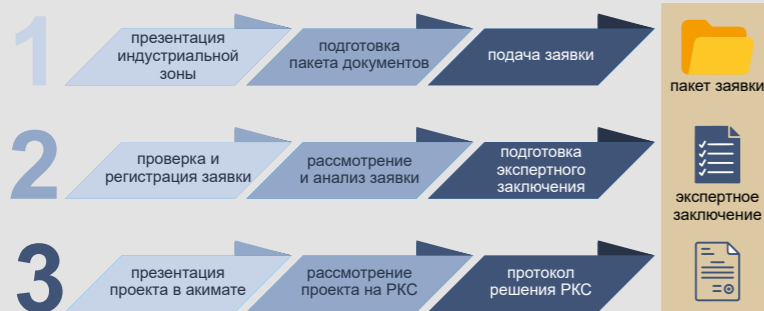 1
презентация
индустриальной
зоны
подготовка
пакета документов
подача заявки
пакет заявки
2
проверка и
регистрация заявки
рассмотрение
и анализ заявки
подготовка
экспертного
заключения
экспертное
заключение
3
презентация
проекта в акимате
рассмотрение
проекта на РКС
протокол
решения РКС